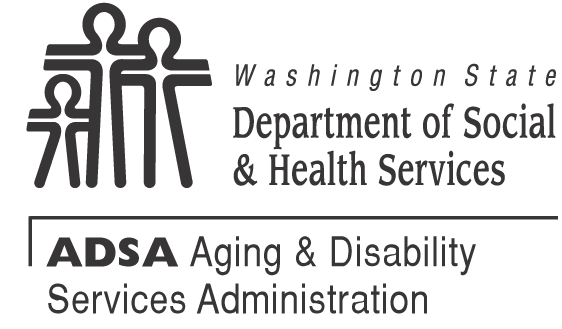 Washington State
Department of Social
& Health Services
ADSA Aging & Disability
Services Administration